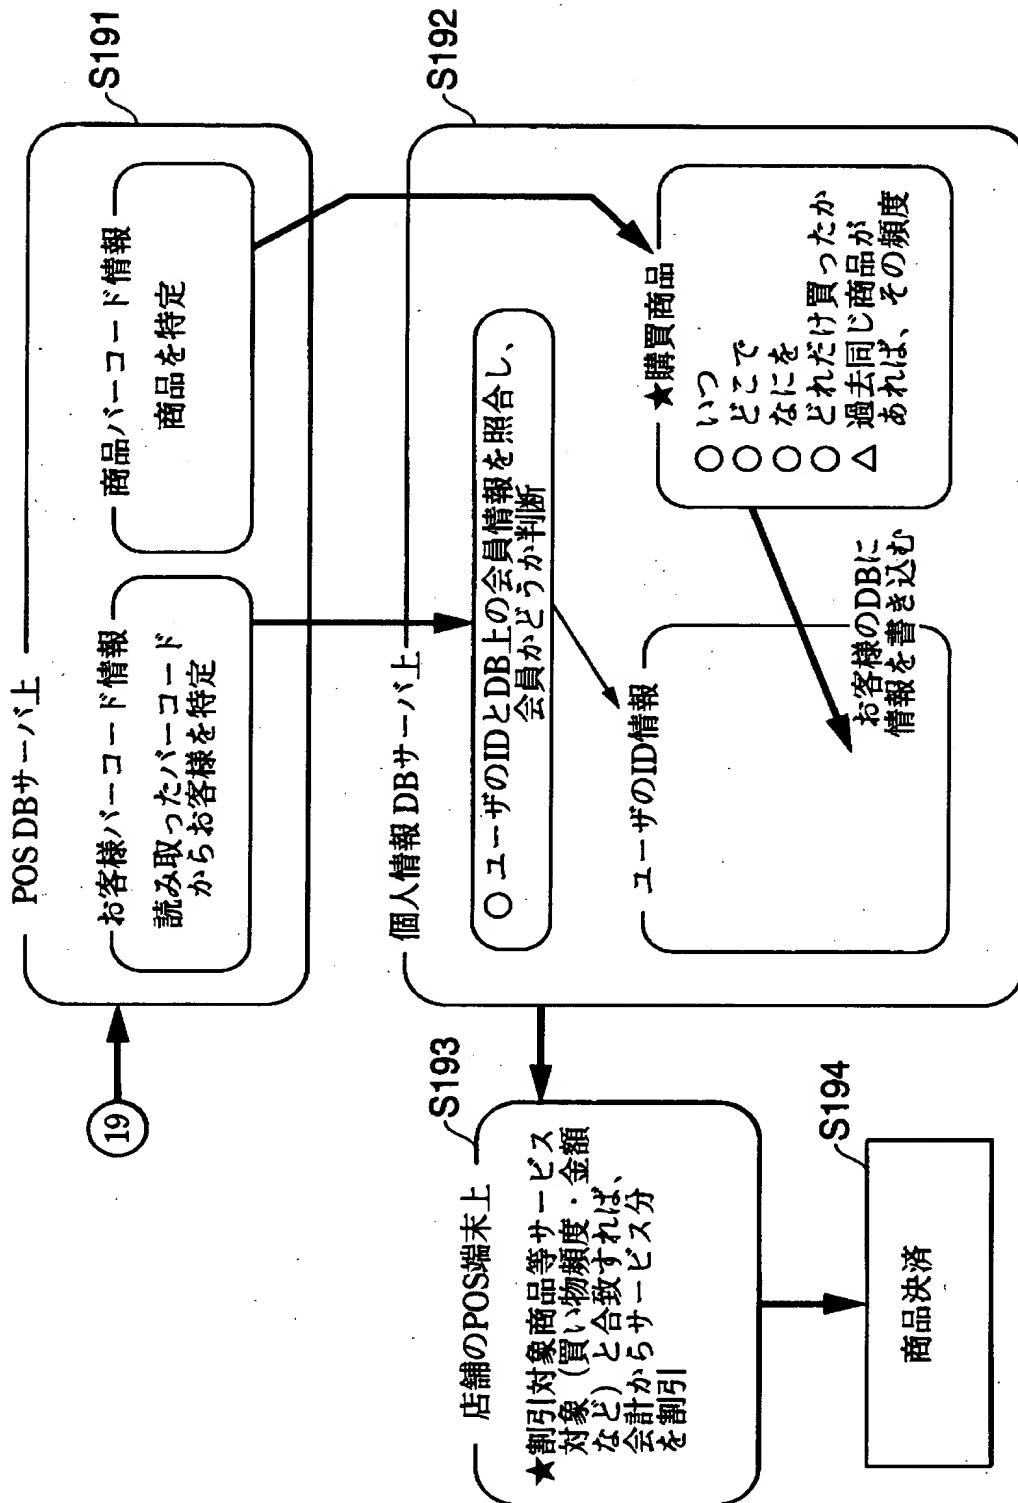 19
POS DBサーバ上
S191
お客様バーコード情報
読み取ったバーコード
からお客様を特定
商品バーコード情報
商品を特定
個人情報 DBサーバ上
S192
○ ユーザのIDとDB上の会員情報を照合し、
会員かどうか判断
ユーザのID情報
お客様のDBに
情報を書き込む
★購買商品
○ いつ
○ どこで
○ なにを
○ どれだけ買ったか
△ 過去同じ商品が
あれば、その頻度
店舗のPOS端末上
S193
★割引対象商品等サービス
対象（買い物頻度・金額
など）と合致すれば、
会計からサービス分
を割引
S194
商品決済